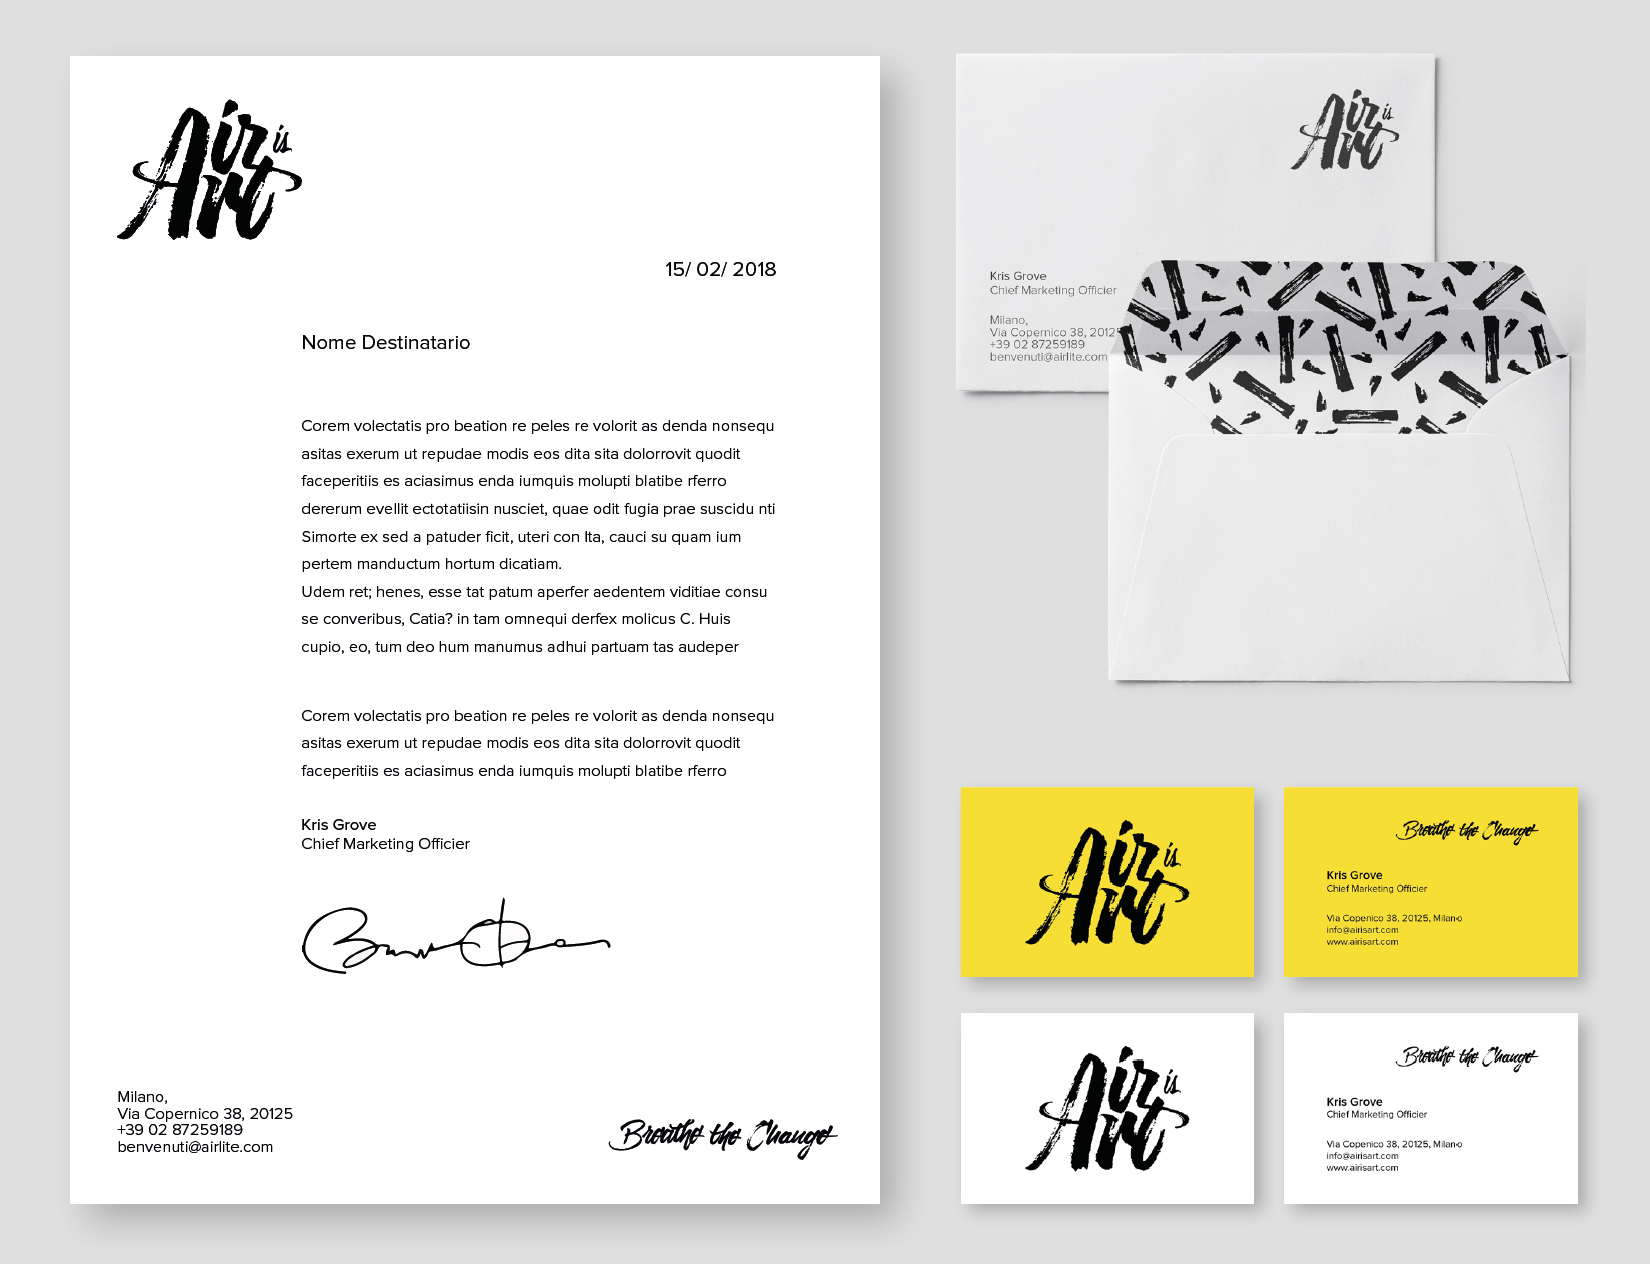 Air is
Art
15/ 02/ 2018
Nome Destinatario
Corem volectatis pro beation re peles re volorit as denda nonsequ
asitas exerum ut repudae modis eos dita sita dolorrovit quodit
faceperitiis es aciasimus enda iumquis molupti blatibe rferro
dererum evellit ectotatiisin nusciet, quae odit fugia prae suscidu nti
Simorte ex sed a patuder ficit, uteri con Ita, cauci su quam ium
pertem manductum hortum dicatiam.
Udem ret; henes, esse tat patum aperfer aedentem viditiae consu
se converibus, Catia? in tam omnequi derfex molicus C. Huis
cupio, eo, tum deo hum manumus adhui partuam tas audeper
Corem volectatis pro beation re peles re volorit as denda nonsequ
asitas exerum ut repudae modis eos dita sita dolorrovit quodit
faceperitiis es aciasimus enda iumquis molupti blatibe rferro
Kris Grove
Chief Marketing Officier
Milano,
Via Copernico 38, 20125
+39 02 87259189
benvenuti@airlite.com
Breathe the Change
Air is
Art
Kris Grove
Chief Marketing Officier
Milano,
Via Copernico 38, 20125
+39 02 87259189
benvenuti@airlite.com
Air is
Art
Breathe the Change
Kris Grove
Chief Marketing Officier
Via Copenico 38, 20125, Milano
info@airisart.com
www.airisart.com
Air is
Art
Breathe the Change
Kris Grove
Chief Marketing Officier
Via Copenico 38, 20125, Milano
info@airisart.com
www.airisart.com